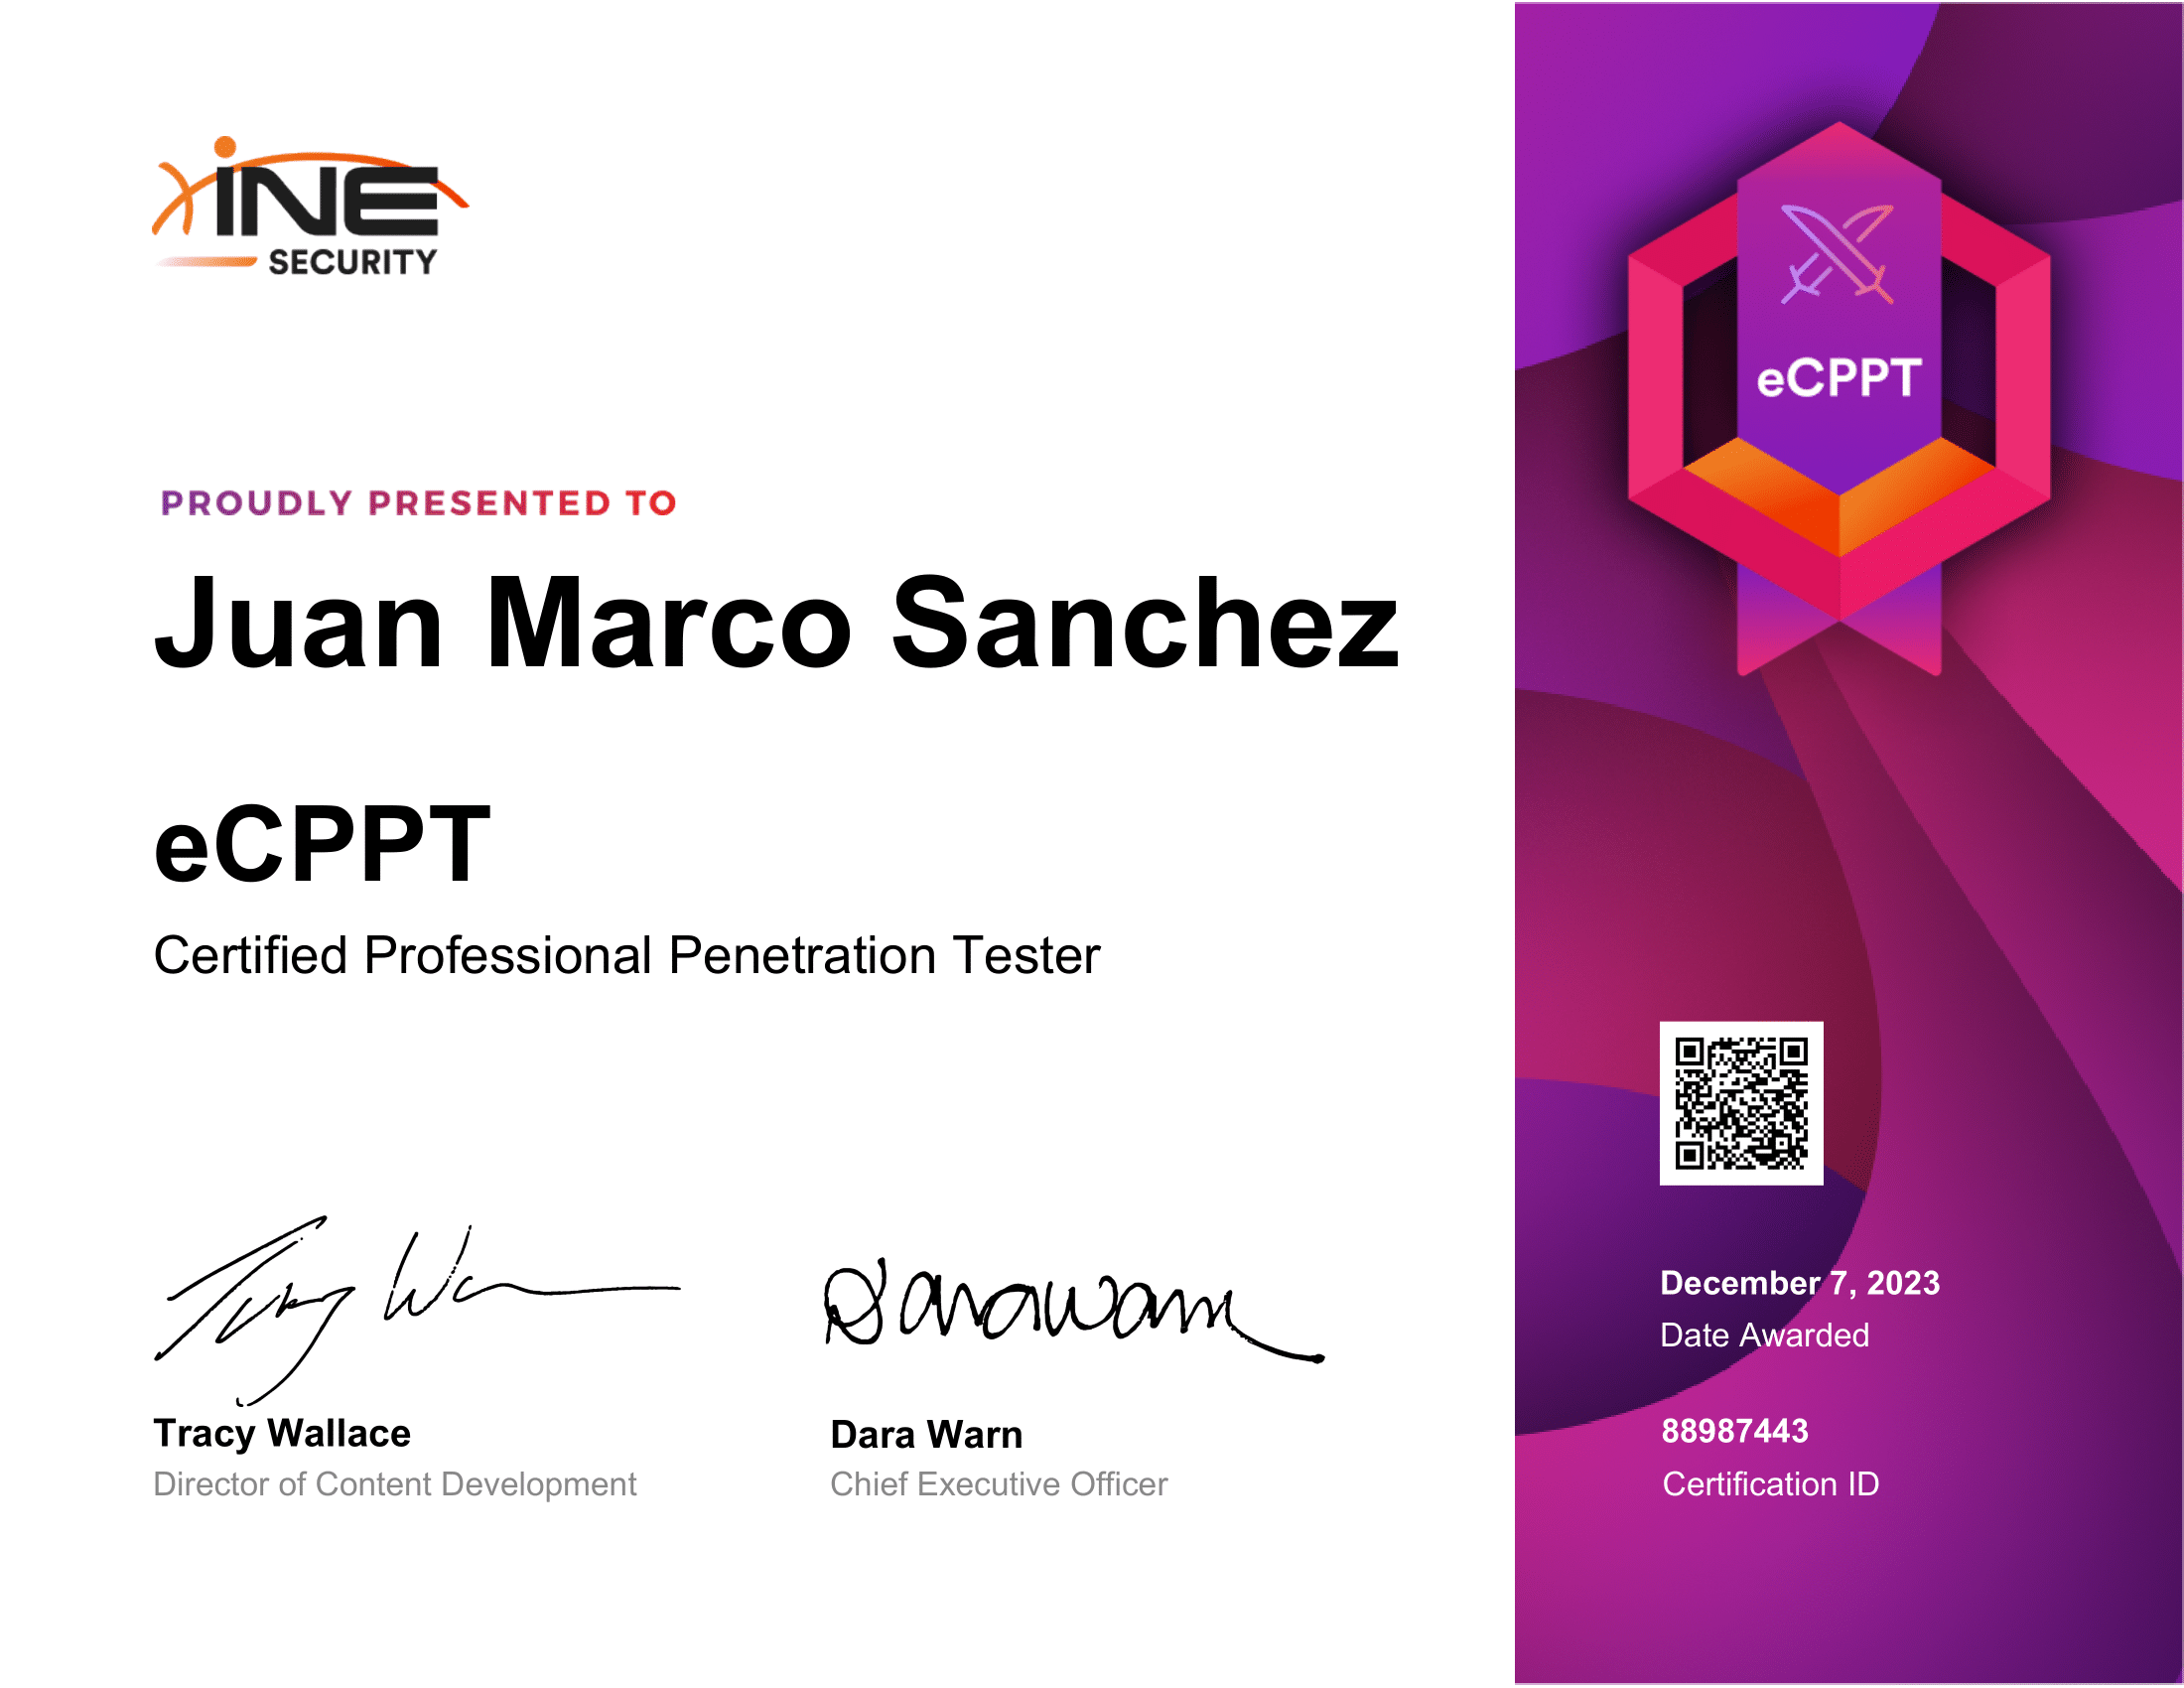 INE
SECURITY
PROUDLY PRESENTED TO
Juan Marco Sanchez
eCPPT
Certified Professional Penetration Tester
Tracy Wallace
Director of Content Development
Dara Warn
Chief Executive Officer
eCPPT
December 7, 2023
Date Awarded
88987443
Certification ID